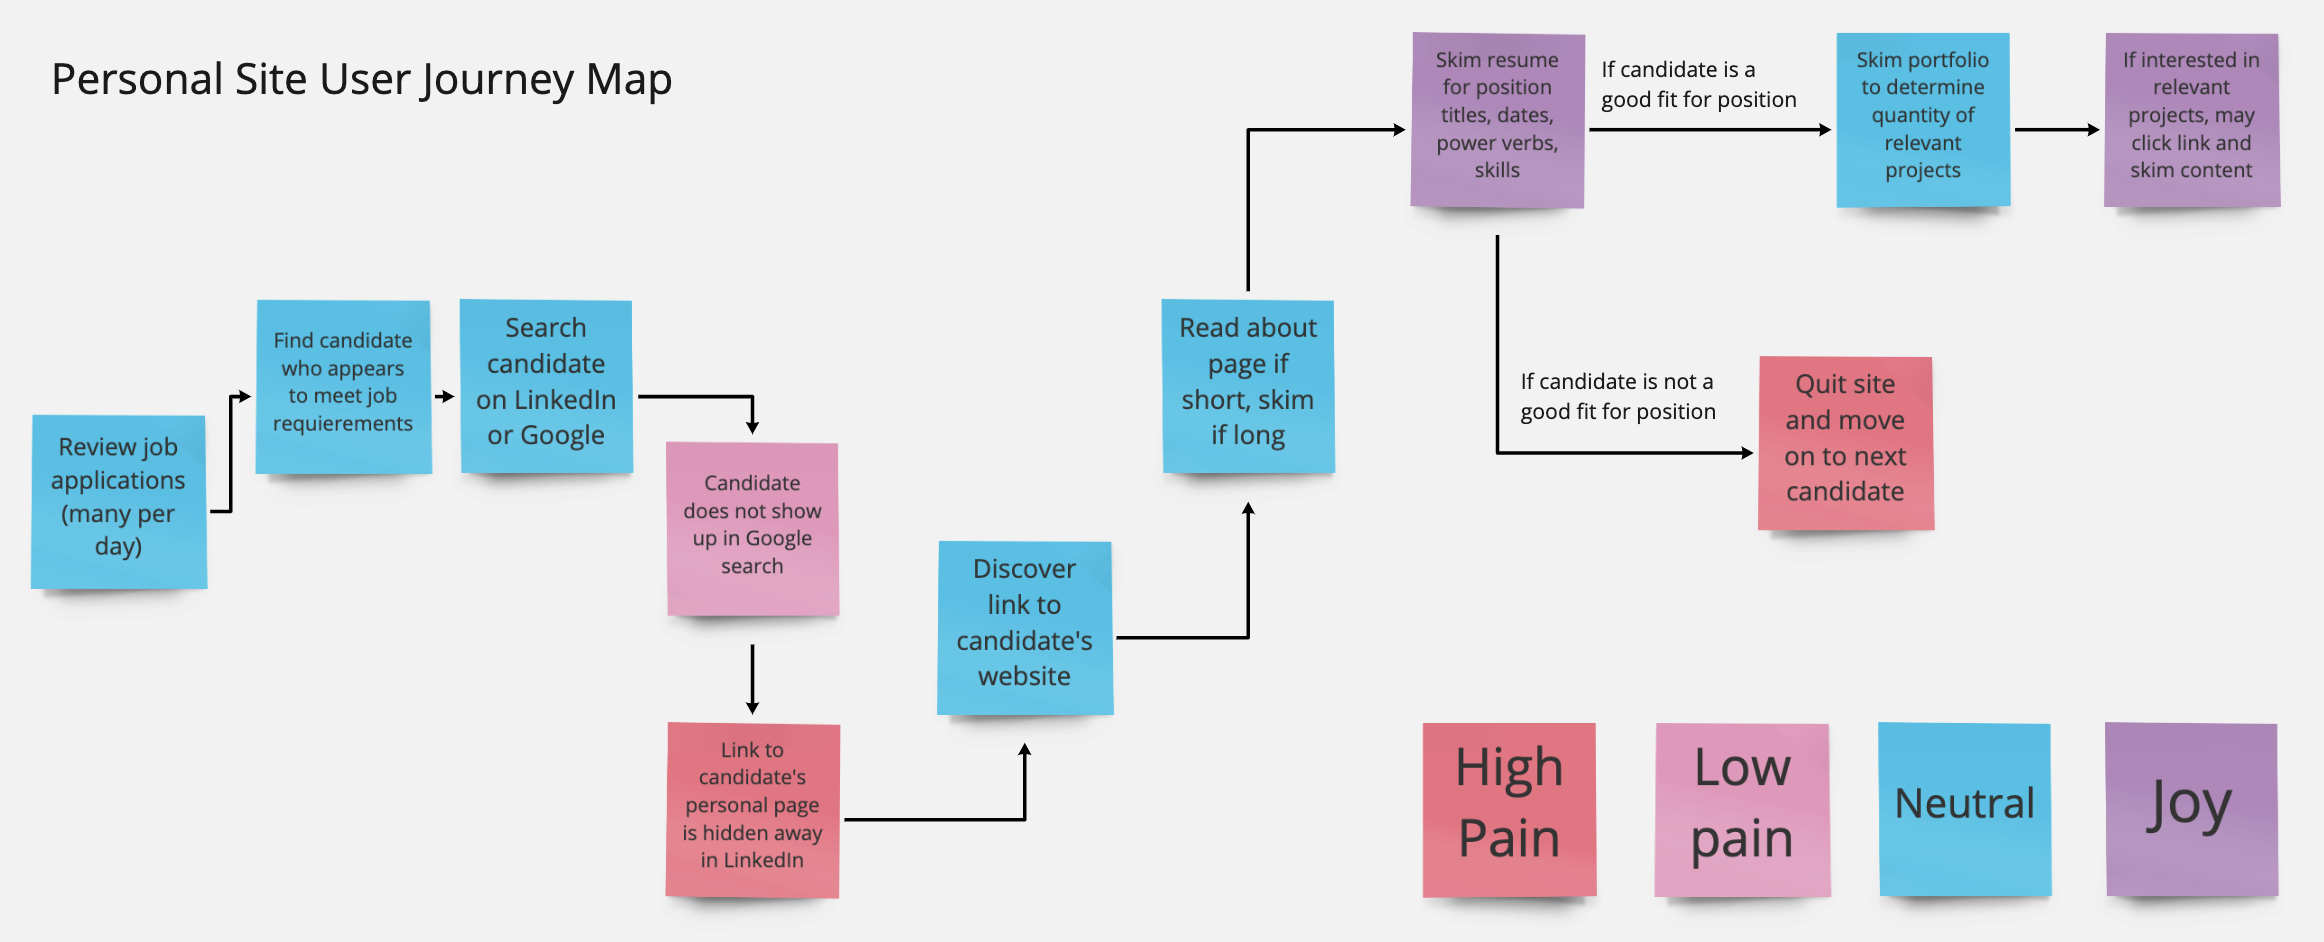 Personal Site User Journey Map
Review job
applications
(many per
day)
Find candidate
who appears
to meet job
requierements
Search
candidate
on LinkedIn
or Google
Candidate
does not show
up in Google
search
Link to
candidate's
personal page
is hidden away
in LinkedIn
Discover
link to
candidate's
website
Read about
page if
short, skim
if long
Skim resume
for position
titles, dates,
power verbs,
skills
If candidate is a
good fit for position
Skim portfolio
to determine
quantity of
relevant
projects
If interested in
relevant
projects, may
click link and
skim content
If candidate is not a
good fit for position
Quit site
and move
on to next
candidate
High
Pain
Low
pain
Neutral
Joy